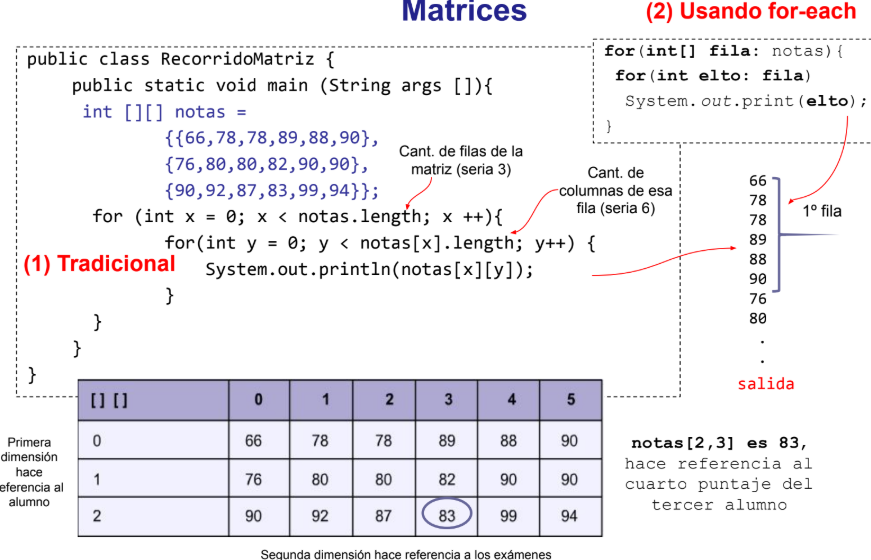 Matrices
(2) Usando for-each
public class RecorridoMatriz {
public static void main (String args []){
int [][] notas =
{{66,78,78,89,88,90},
{76,80,80,82,90,90},
{90,92,87,83,99,94}};
for (int x = 0; x < notas.length; x ++){
for(int y = 0; y < notas[x].length; y++) {
System.out.println(notas[x][y]);
}
}
}
}
(1) Tradicional
Cant. de filas de la
matriz (seria 3)
Cant. de
columnas de esa
fila (seria 6)
for(int[] fila: notas){
for(int elto: fila)
System.out.print(elto);
}
66
78
78
89
88
90
76
80
.
.
1º fila
salida
[] [] 0 1 2 3 4 5
0 66 78 78 89 88 90
1 76 80 80 82 90 90
2 90 92 87 83 99 94
Primera
dimensión
hace
eferencia al
alumno
Segunda dimensión hace referencia a los exámenes
notas[2,3] es 83,
hace referencia al
cuarto puntaje del
tercer alumno